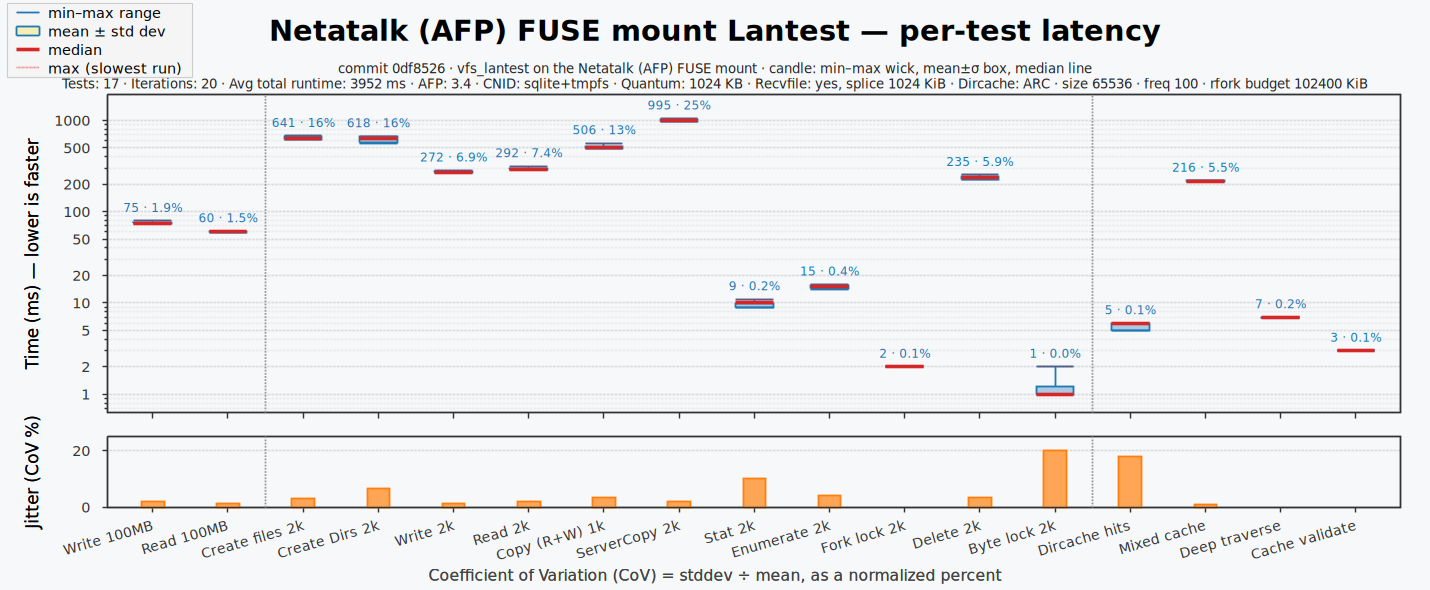 min–max range
mean ± std dev
median
max (slowest run)
Netatalk (AFP) FUSE mount Lantest — per-test latency
commit 0df8526 · vfs_lantest on the Netatalk (AFP) FUSE mount · candle: min–max wick, mean±σ box, median line
Tests: 17 · Iterations: 20 · Avg total runtime: 3952 ms · AFP: 3.4 · CNID: sqlite+tmpfs · Quantum: 1024 KB · Recvfile: yes, splice 1024 KiB · Dircache: ARC · size 65536 · freq 100 · rfork budget 102400 KiB
Time (ms) — lower is faster
1000
500
200
100
50
20
10
5
2
1
75 · 1.9%
60 · 1.5%
641 · 16%
618 · 16%
272 · 6.9%
292 · 7.4%
506 · 13%
995 · 25%
9 · 0.2%
15 · 0.4%
2 · 0.1%
235 · 5.9%
1 · 0.0%
5 · 0.1%
216 · 5.5%
7 · 0.2%
3 · 0.1%
Jitter (CoV %)
20
0
Write 100MB
Read 100MB
Create files 2k
Create Dirs 2k
Write 2k
Read 2k
Copy (R+W) 1k
ServerCopy 2k
Stat 2k
Enumerate 2k
Fork lock 2k
Delete 2k
Byte lock 2k
Dircache hits
Mixed cache
Deep traverse
Cache validate
Coefficient of Variation (CoV) = stddev ÷ mean, as a normalized percent